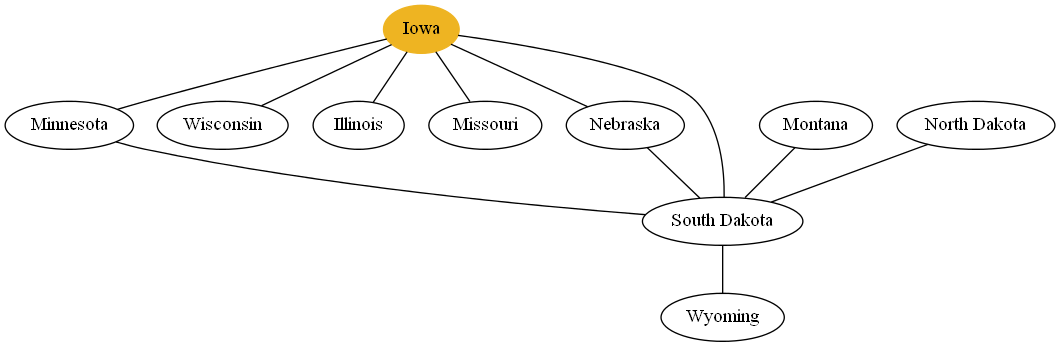 Iowa
Minnesota
Wisconsin
Illinois
Missouri
Nebraska
Montana
North Dakota
South Dakota
Wyoming